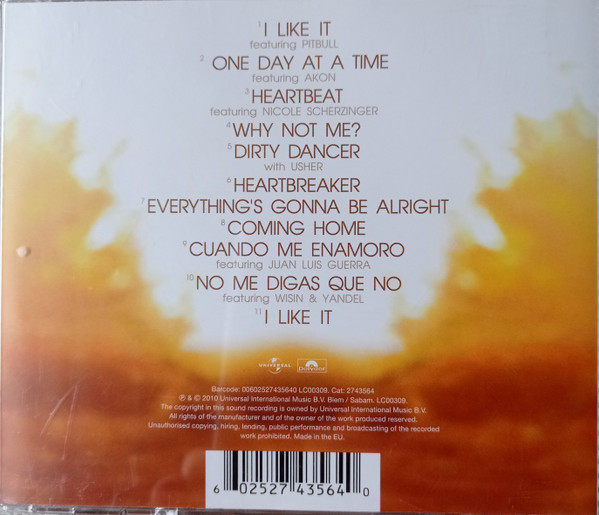 1 I LIKE IT
featuring PITBULL
2 ONE DAY AT A TIME
featuring AKON
3 HEARTBEAT
featuring NICOLE SCHERZINGER
4 WHY NOT ME?
5 DIRTY DANCER
with USHER
6 HEARTBREAKER
7 EVERYTHING'S GONNA BE ALRIGHT
8 COMING HOME
9 CUANDO ME ENAMORO
featuring JUAN LUIS GUERRA
10 NO ME DIGAS QUE NO
featuring WISIN & YANDEL
11 I LIKE IT
UNIVERSAL Polydor
Barcode: 00602527435640 LC00309. Cat: 2743564
℗ & © 2010 Universal International Music B.V. Biem / Sabam. LC00309.
The copyright in this sound recording is owned by Universal International Music B.V.
All rights of the manufacturer and of the owner of the work produced reserved.
Unauthorised copying, hiring, lending, public performance and broadcasting of the recorded
work prohibited. Made in the EU.
6 02527 43564 0